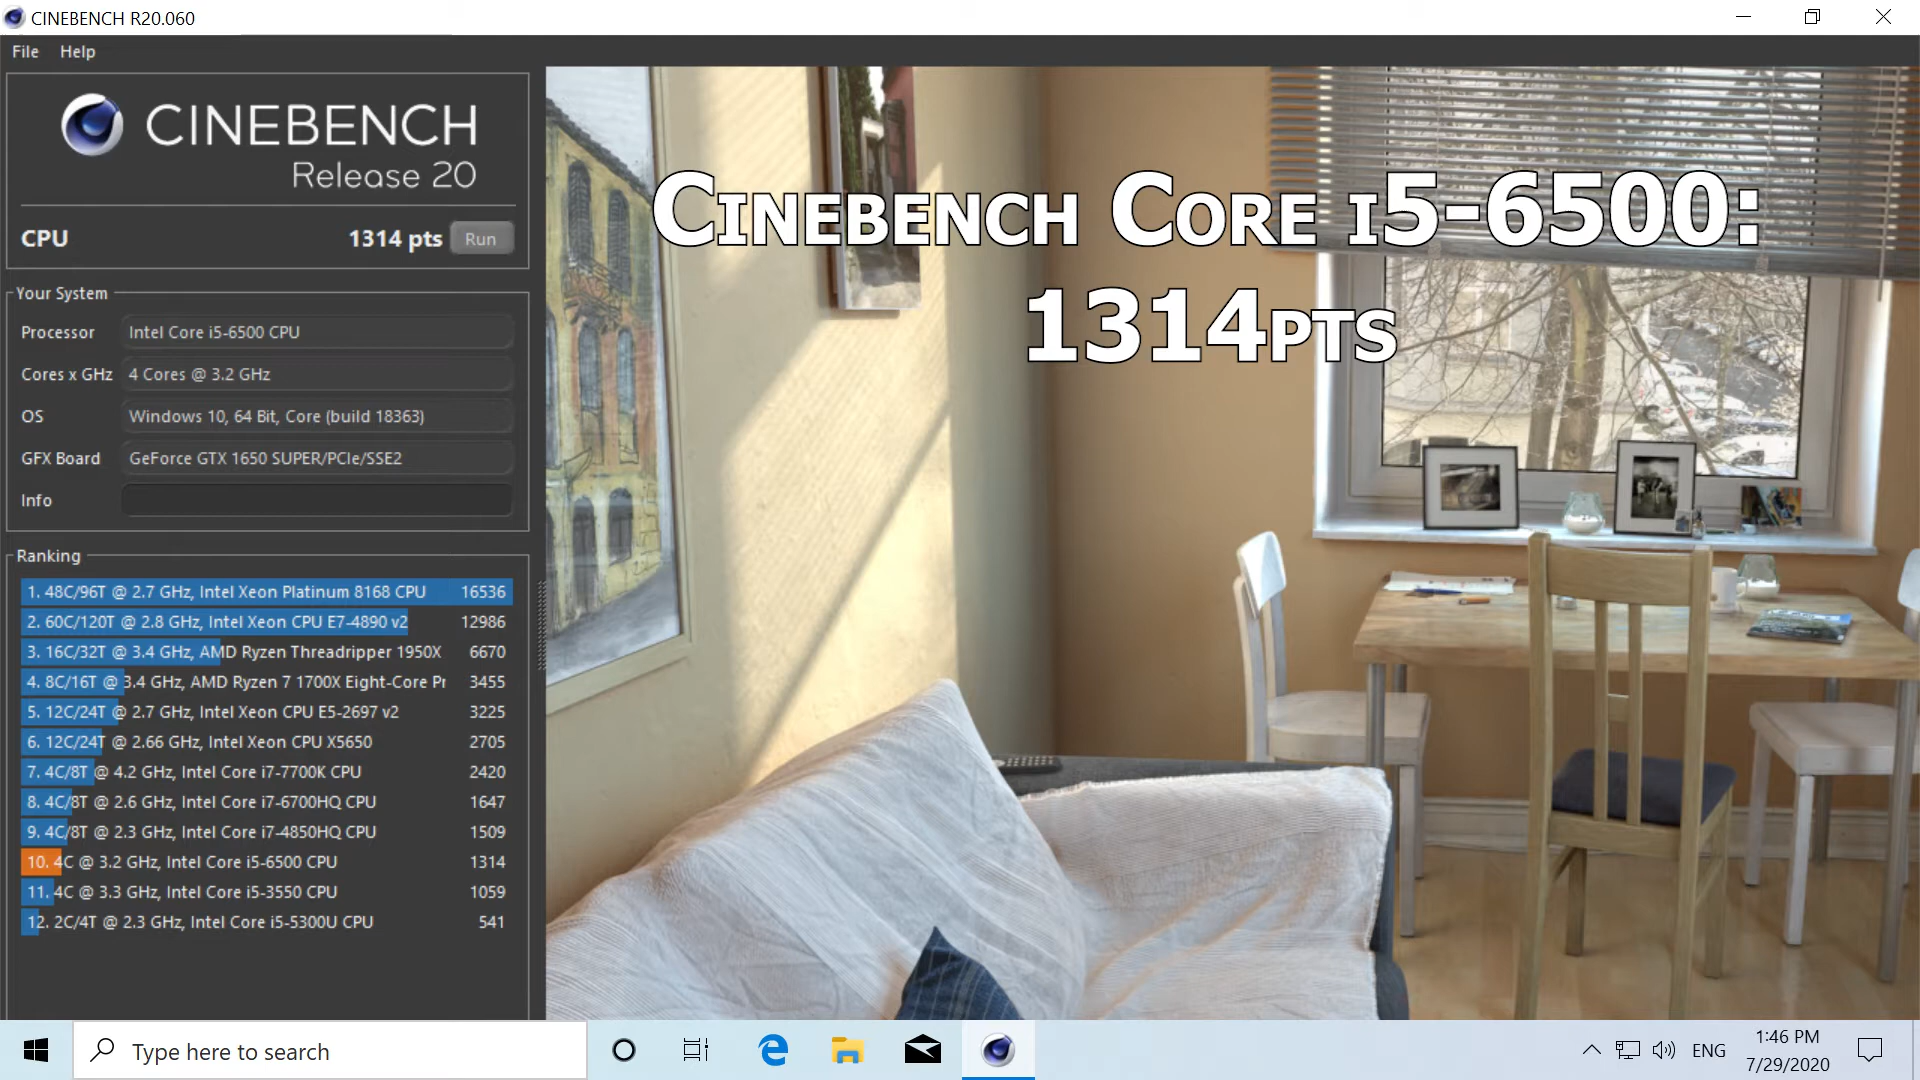 CINEBENCH R20.060
File Help
CINEBENCH
Release 20
CPU 1314 pts Run
Your System
Processor Intel Core i5-6500 CPU
Cores x GHz 4 Cores @ 3.2 GHz
OS Windows 10, 64 Bit, Core (build 18363)
GFX Board GeForce GTX 1650 SUPER/PCIe/SSE2
Info
Ranking
1. 48C/96T @ 2.7 GHz, Intel Xeon Platinum 8168 CPU 16536
2. 60C/120T @ 2.8 GHz, Intel Xeon CPU E7-4890 v2 12986
3. 16C/32T @ 3.4 GHz, AMD Ryzen Threadripper 1950X 6670
4. 8C/16T @ 3.4 GHz, AMD Ryzen 7 1700X Eight-Core Pr 3455
5. 12C/24T @ 2.7 GHz, Intel Xeon CPU E5-2697 v2 3225
6. 12C/24T @ 2.66 GHz, Intel Xeon CPU X5650 2705
7. 4C/8T @ 4.2 GHz, Intel Core i7-7700K CPU 2420
8. 4C/8T @ 2.6 GHz, Intel Core i7-6700HQ CPU 1647
9. 4C/8T @ 2.3 GHz, Intel Core i7-4850HQ CPU 1509
10. 4C @ 3.2 GHz, Intel Core i5-6500 CPU 1314
11. 4C @ 3.3 GHz, Intel Core i5-3550 CPU 1059
12. 2C/4T @ 2.3 GHz, Intel Core i5-5300U CPU 541
Cinebench Core i5-6500:
1314pts
Type here to search
ENG
1:46 PM
7/29/2020